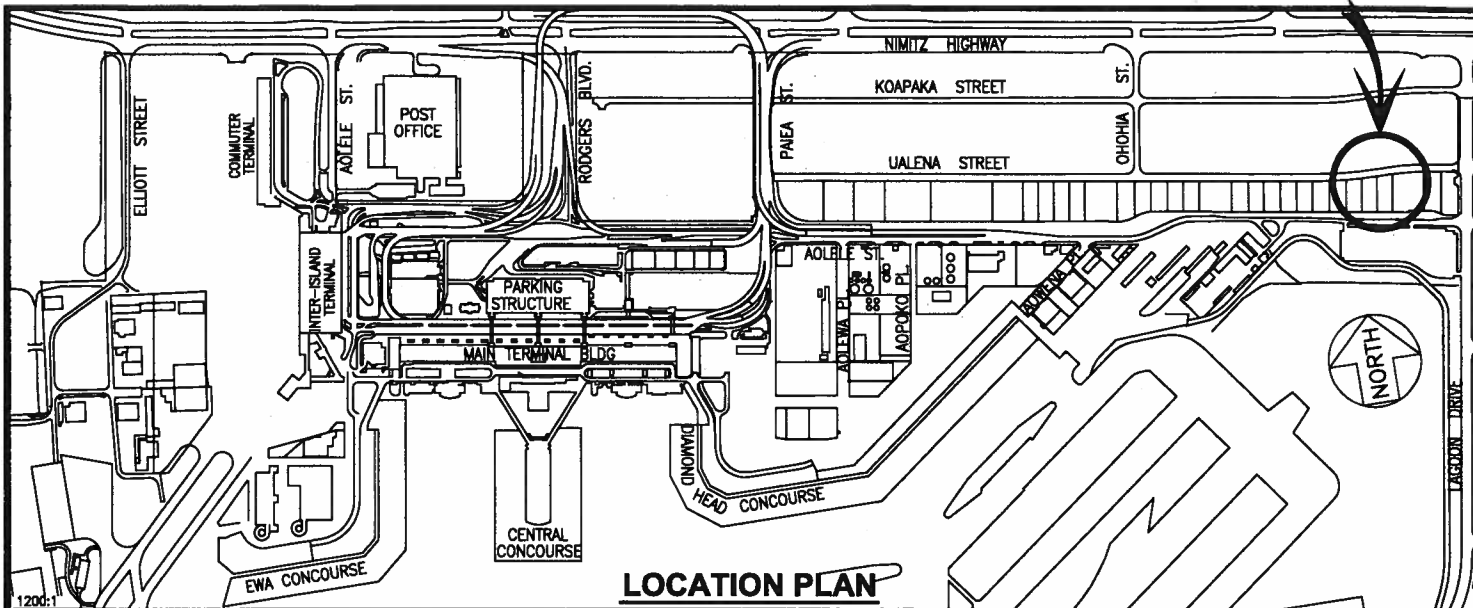 NIMITZ HIGHWAY
KOAPAKA STREET
UALENA STREET
ELLIOTT STREET
COMMUTER
TERMINAL
AOLELE ST.
POST
OFFICE
RODGERS BLVD.
PAIEA ST.
OHOHIA ST.
INTER-ISLAND
TERMINAL
PARKING
STRUCTURE
MAIN TERMINAL BLDG
AOLELE ST.
AOLEWA PL.
AOPOKO PL.
AOWENA PL.
NORTH
LAGOON DRIVE
DIAMOND
HEAD CONCOURSE
CENTRAL
CONCOURSE
EWA CONCOURSE
LOCATION PLAN
1200:1